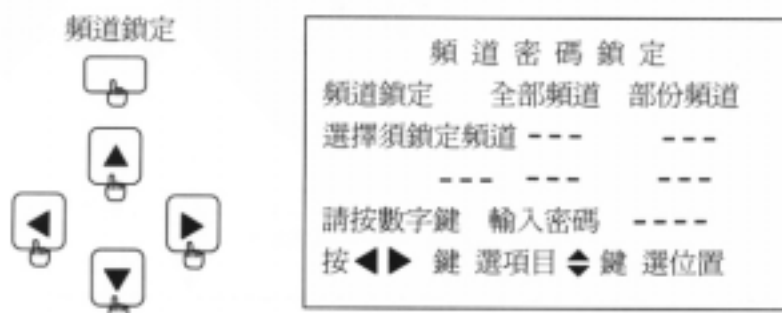 頻道鎖定
頻道密碼鎖定
頻道鎖定 全部頻道 部份頻道
選擇須鎖定頻道 --- ---
--- --- ---
請按數字鍵 輸入密碼 ----
按◀▶ 鍵 選項目 ♦ 鍵 選位置